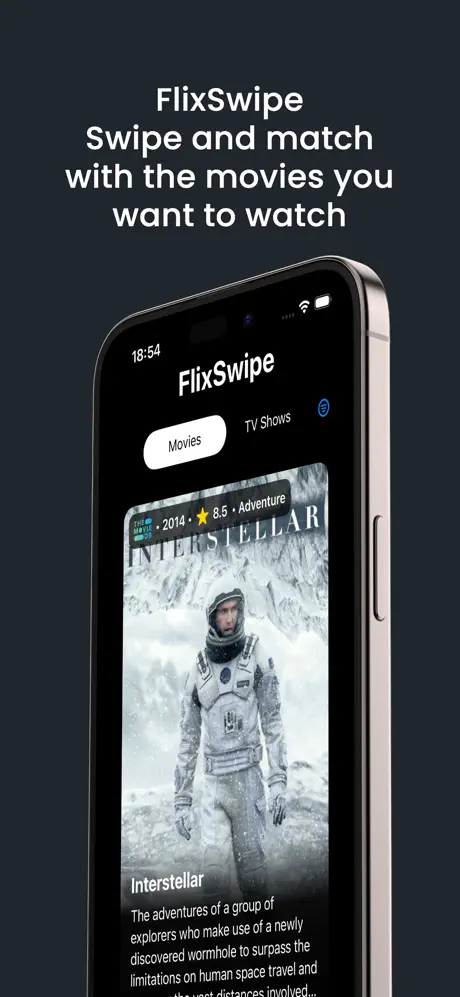 FlixSwipe
Swipe and match
with the movies you
want to watch
18:54
FlixSwipe
Movies
TV Shows
THE MOVIE DB • 2014 • ⭐ 8.5 • Adventure
INTERSTELLAR
Interstellar
The adventures of a group of
explorers who make use of a newly
discovered wormhole to surpass the
limitations on human space travel and
the vast distances involved...